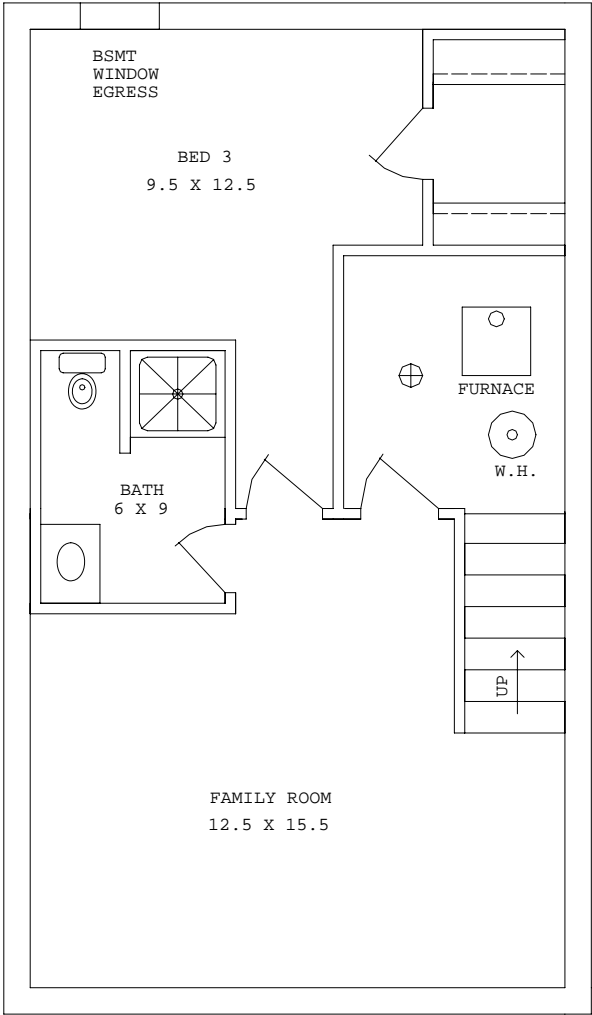 BSMT
WINDOW
EGRESS
BED 3
9.5 X 12.5
FURNACE
W.H.
BATH
6 X 9
UP
FAMILY ROOM
12.5 X 15.5